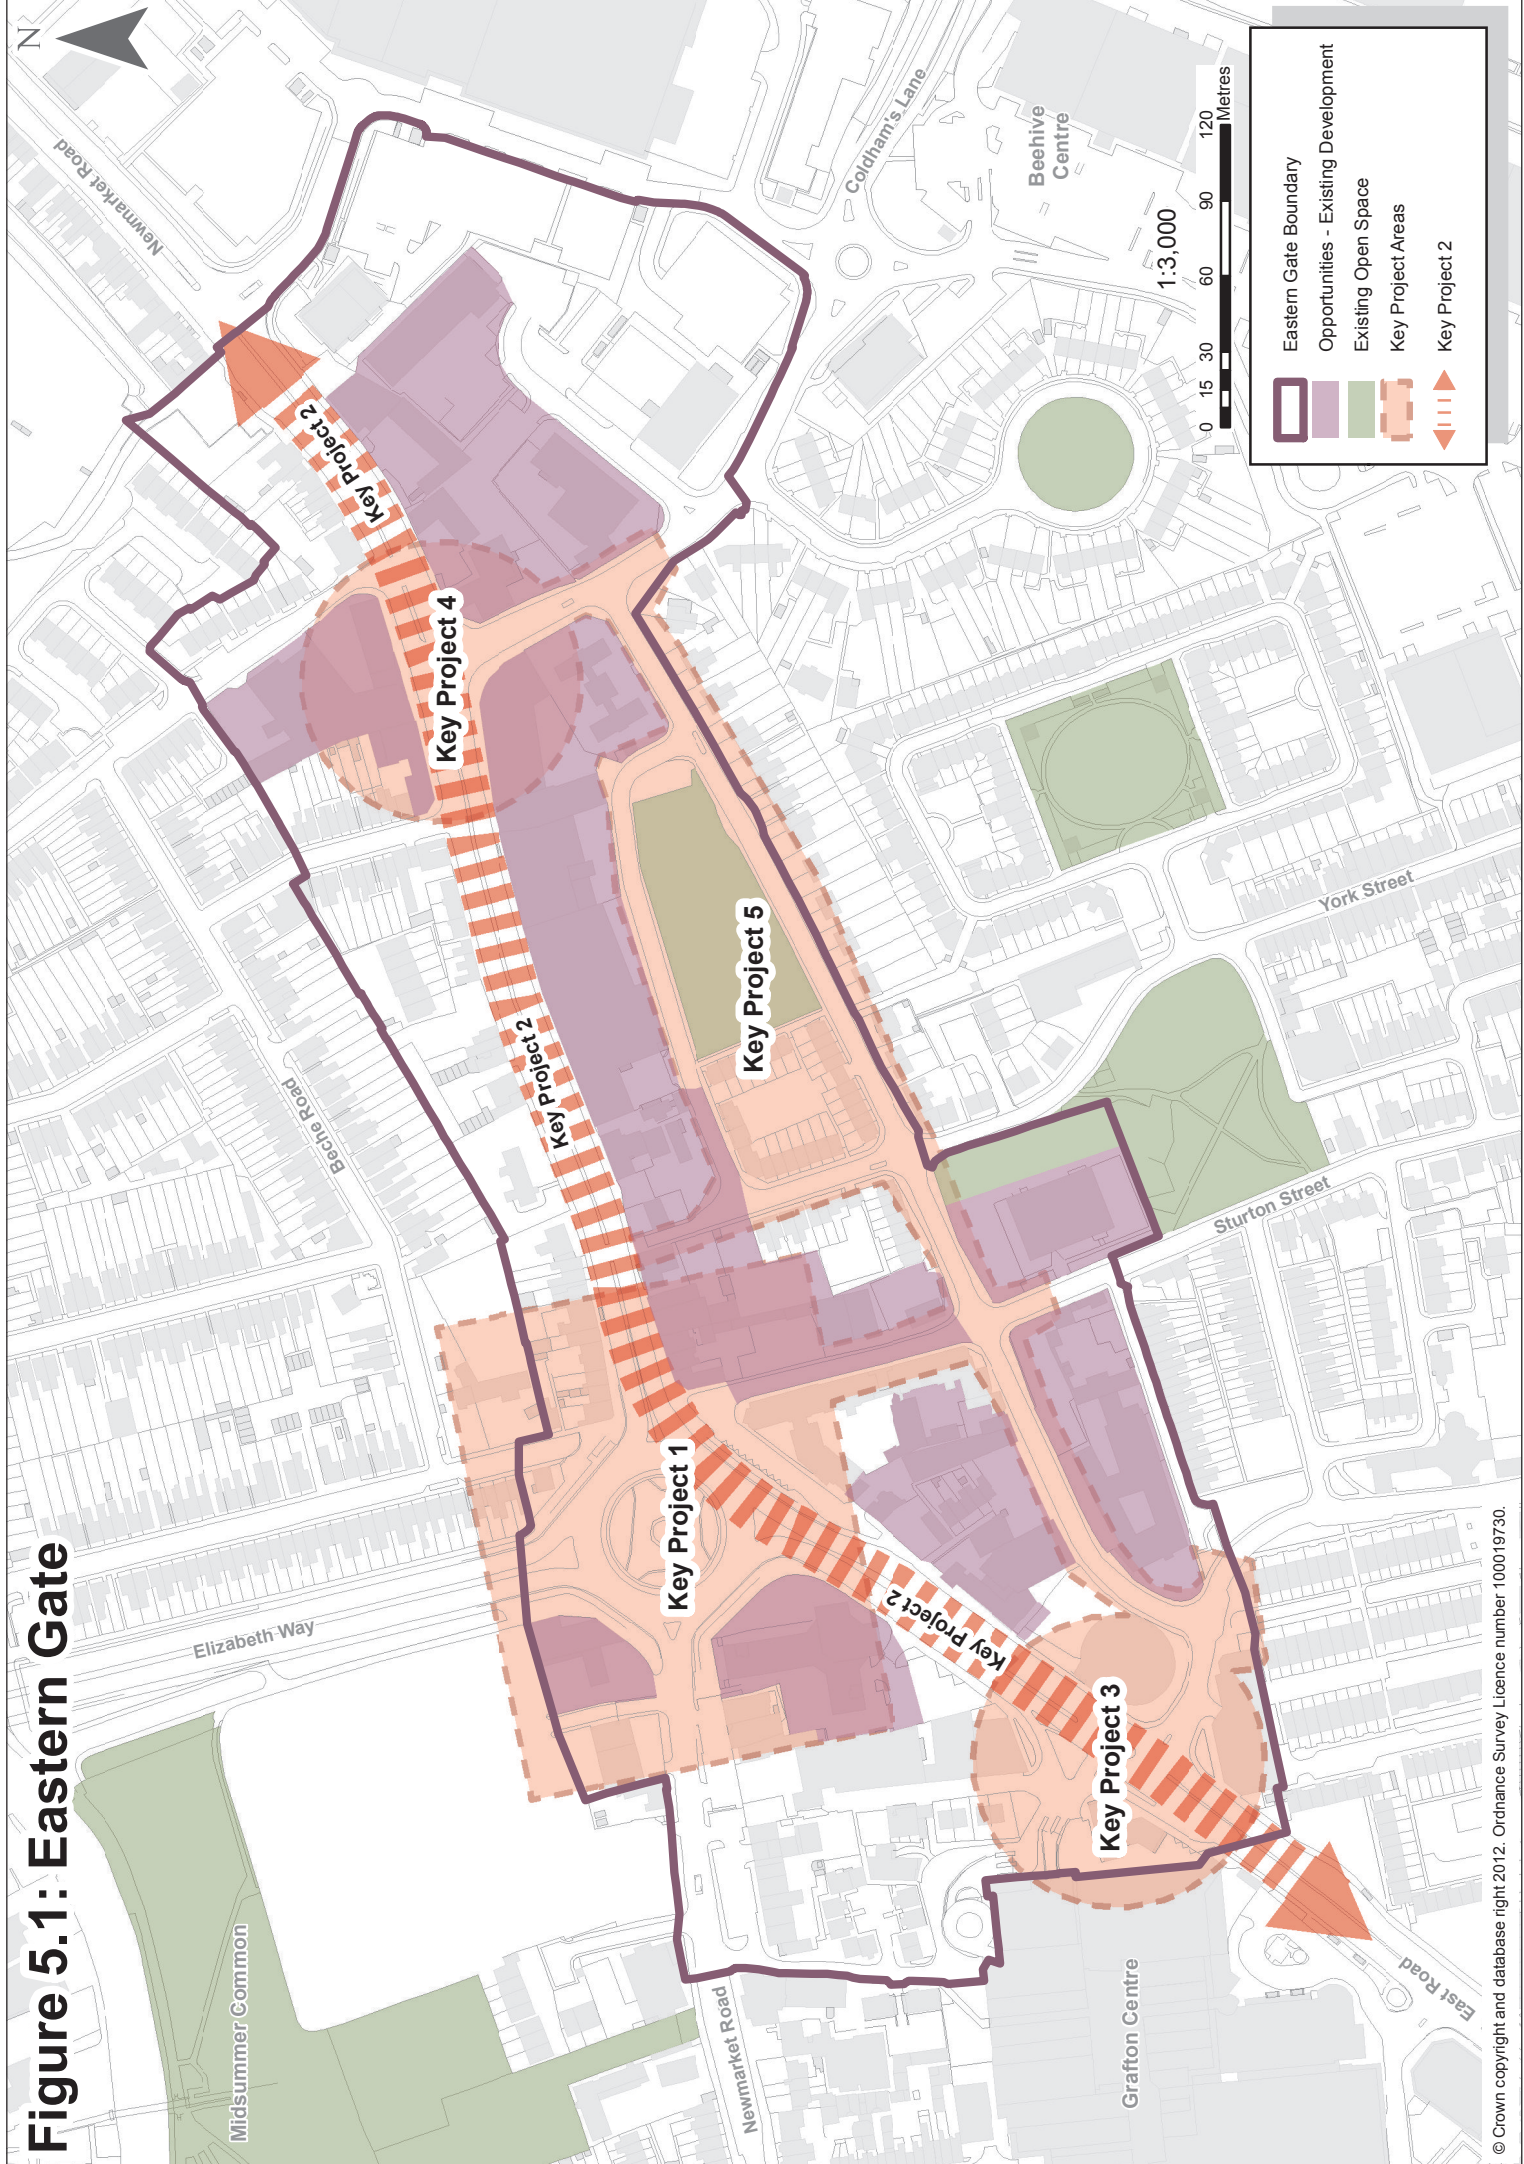 Figure 5.1: Eastern Gate
N
Newmarket Road
Elizabeth Way
Midsummer Common
Beche Road
Key Project 2
Key Project 4
Key Project 2
Key Project 1
Key Project 5
Key Project 2
Key Project 3
Newmarket Road
Grafton Centre
East Road
Sturton Street
York Street
Coldham's Lane
Beehive
Centre
1:3,000
0 15 30 60 90 120
Metres
Eastern Gate Boundary
Opportunities - Existing Development
Existing Open Space
Key Project Areas
Key Project 2
© Crown copyright and database right 2012. Ordnance Survey Licence number 100019730.